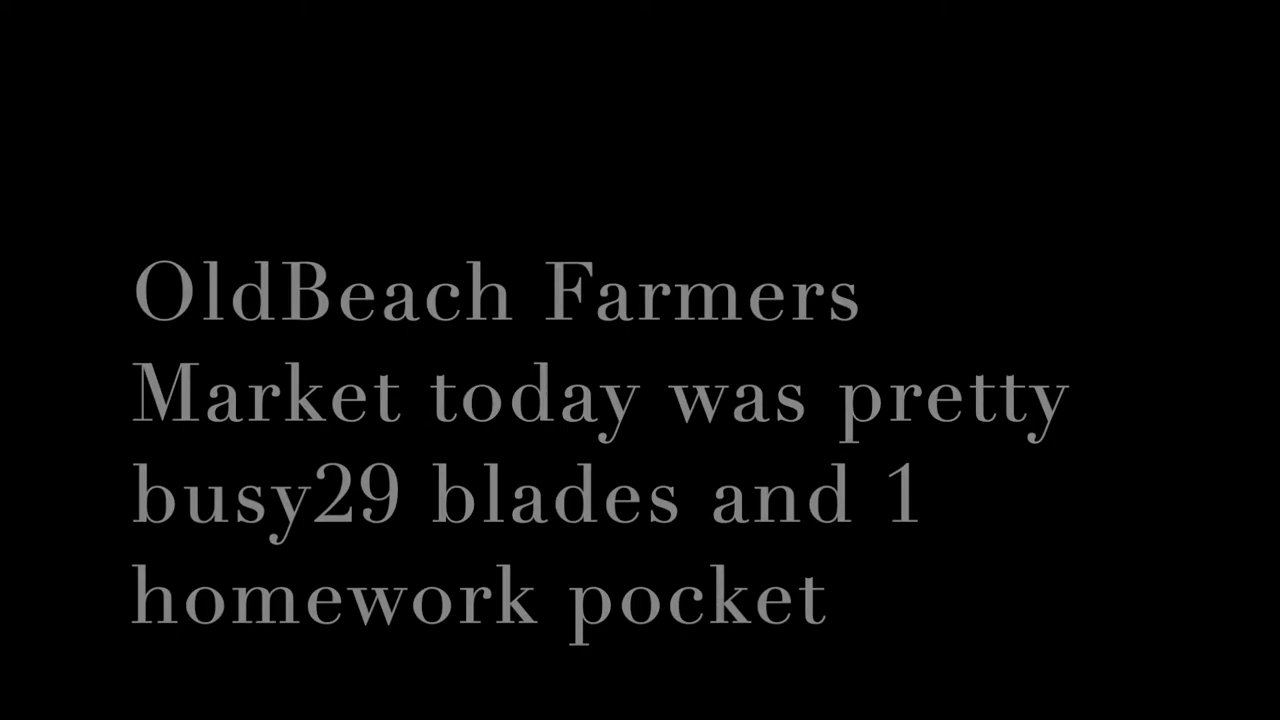 OldBeach Farmers
Market today was pretty
busy29 blades and 1
homework pocket